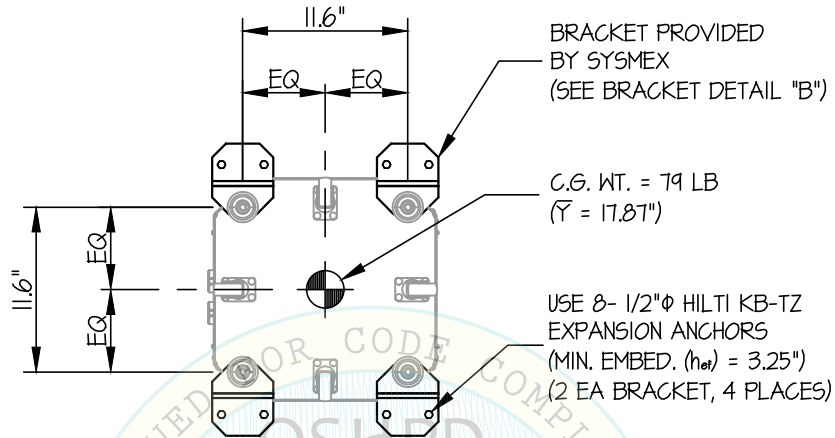 11.6"
EQ EQ
BRACKET PROVIDED
BY SYSMEX
(SEE BRACKET DETAIL "B")
C.G. WT. = 79 LB
(Ȳ = 17.87")
11.6"
EQ
EQ
USE 8- 1/2"Φ HILTI KB-TZ
EXPANSION ANCHORS
(MIN. EMBED. (hef) = 3.25")
(2 EA BRACKET, 4 PLACES)
FOR CODE